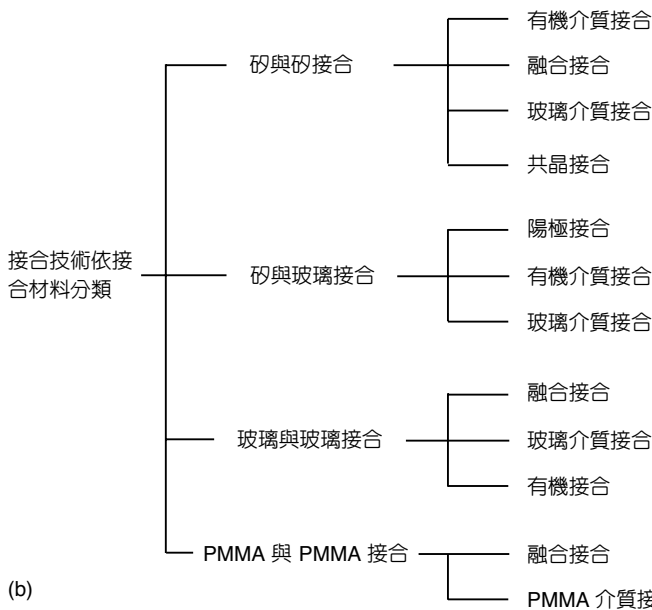 接合技術依接
合材料分類
矽與矽接合
有機介質接合
融合接合
玻璃介質接合
共晶接合
矽與玻璃接合
陽極接合
有機介質接合
玻璃介質接合
玻璃與玻璃接合
融合接合
玻璃介質接合
有機接合
PMMA 與 PMMA 接合
融合接合
PMMA 介質接
(b)